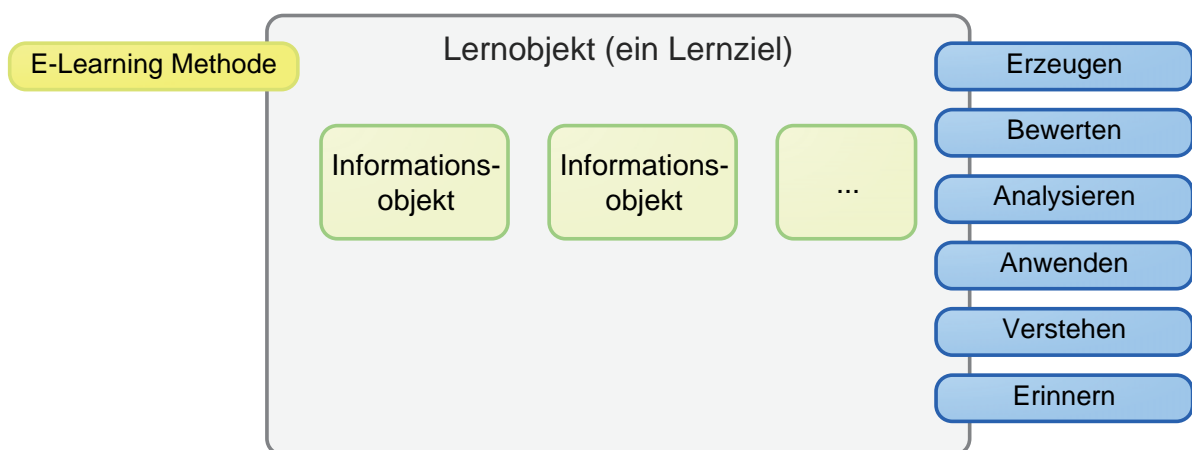 Lernobjekt (ein Lernziel)
E-Learning Methode
Informations-
objekt
Informations-
objekt
...
Erzeugen
Bewerten
Analysieren
Anwenden
Verstehen
Erinnern